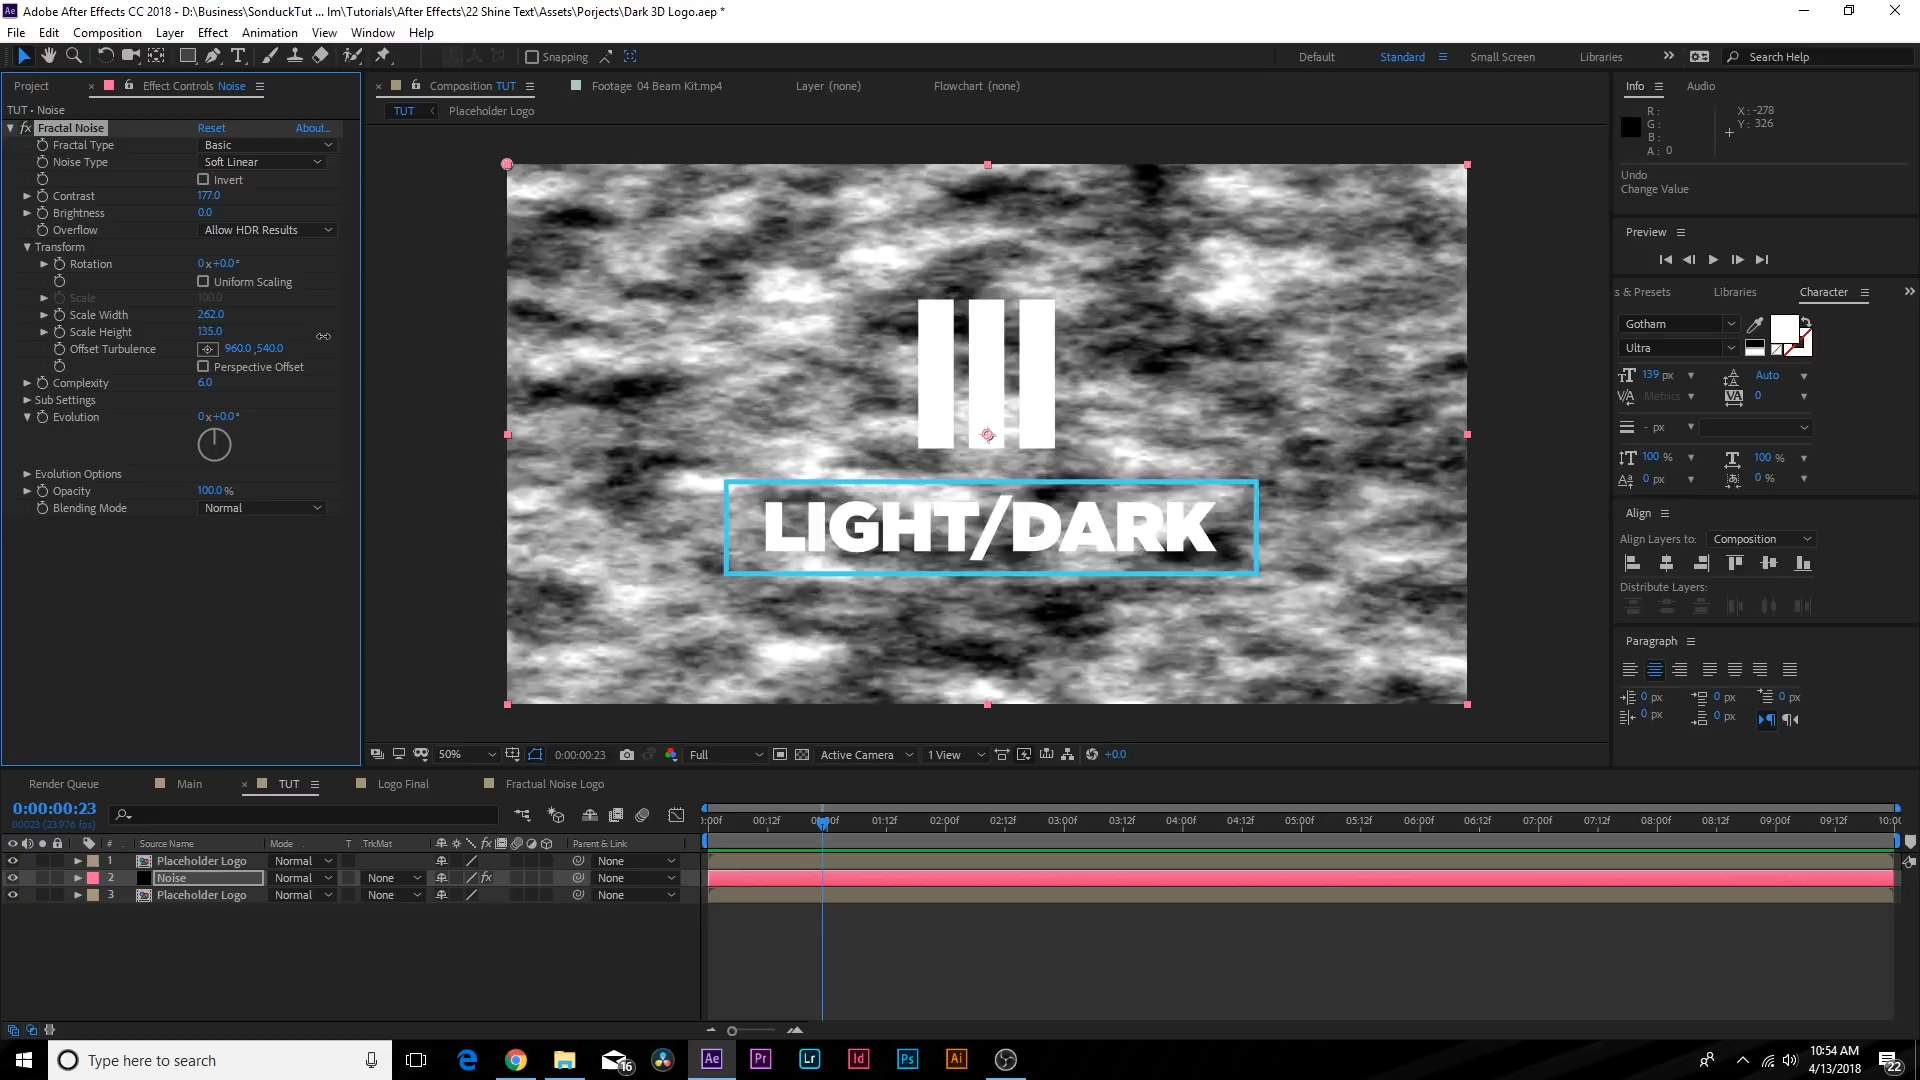 Adobe After Effects CC 2018 - D:\Business\SonduckTut ... lm\Tutorials\After Effects\22 Shine Text\Assets\Porjects\Dark 3D Logo.aep *
File Edit Composition Layer Effect Animation View Window Help
Snapping Default Standard Small Screen Libraries Search Help
Project Effect Controls Noise Composition TUT Footage 04 Beam Kit.mp4 Layer (none) Flowchart (none) Info Audio
TUT • Noise
TUT Placeholder Logo
R :
G :
B :
A : 0
X : -278
Y : 326
Fractal Noise Reset About...
Fractal Type Basic
Noise Type Soft Linear
Invert
Contrast 177.0
Brightness 0.0
Overflow Allow HDR Results
Transform
Rotation 0x+0.0°
Uniform Scaling
Scale 100.0
Scale Width 262.0
Scale Height 135.0
Offset Turbulence 960.0 ,540.0
Perspective Offset
Complexity 6.0
Sub Settings
Evolution 0x+0.0°
Evolution Options
Opacity 100.0 %
Blending Mode Normal
LIGHT/DARK
Undo
Change Value
Preview
s & Presets Libraries Character
Gotham
Ultra
139 px Auto
Metrics 0
- px
100 % 100 %
0 px 0 %
Align
Align Layers to: Composition
Distribute Layers:
Paragraph
0 px 0 px 0 px
0 px 0 px
50% 0:00:00:23 Full Active Camera 1 View +0.0
Render Queue Main TUT Logo Final Fractual Noise Logo
0:00:00:23
00023 (23.976 fps)
:00f 00:12f 01:12f 02:00f 02:12f 03:00f 03:12f 04:00f 04:12f 05:00f 05:12f 06:00f 06:12f 07:00f 07:12f 08:00f 08:12f 09:00f 09:12f 10:00
# Source Name Mode T .TrkMat Parent & Link
1 Placeholder Logo Normal None
2 Noise Normal None None
3 Placeholder Logo Normal None None
Type here to search 16 Ae Pr Lr Id Ps Ai 10:54 AM
4/13/2018 22